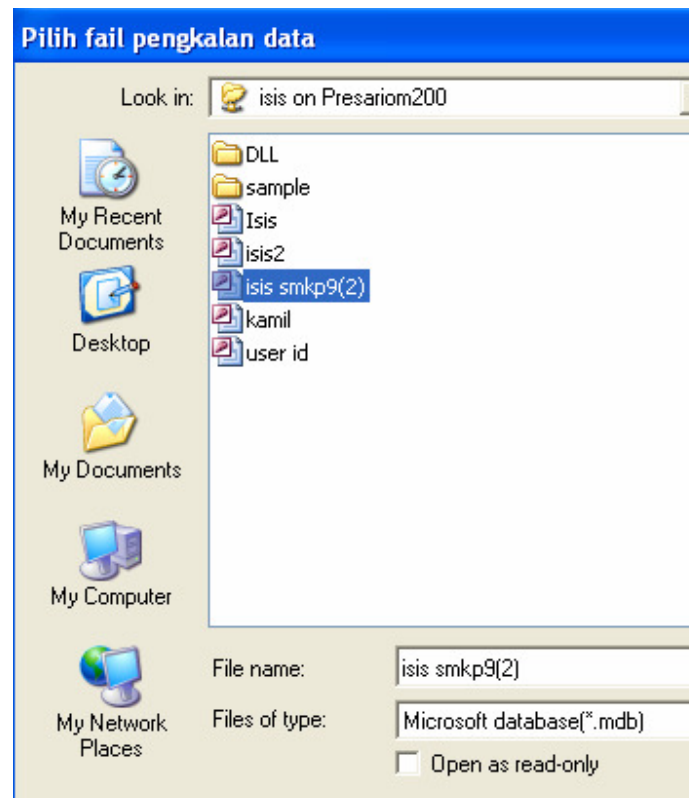 Pilih fail pengkalan data
Look in:
isis on Presariom200
My Recent
Documents
Desktop
My Documents
My Computer
My Network
Places
DLL
sample
Isis
isis2
isis smkp9(2)
kamil
user id
File name:
isis smkp9(2)
Files of type:
Microsoft database(*.mdb)
Open as read-only